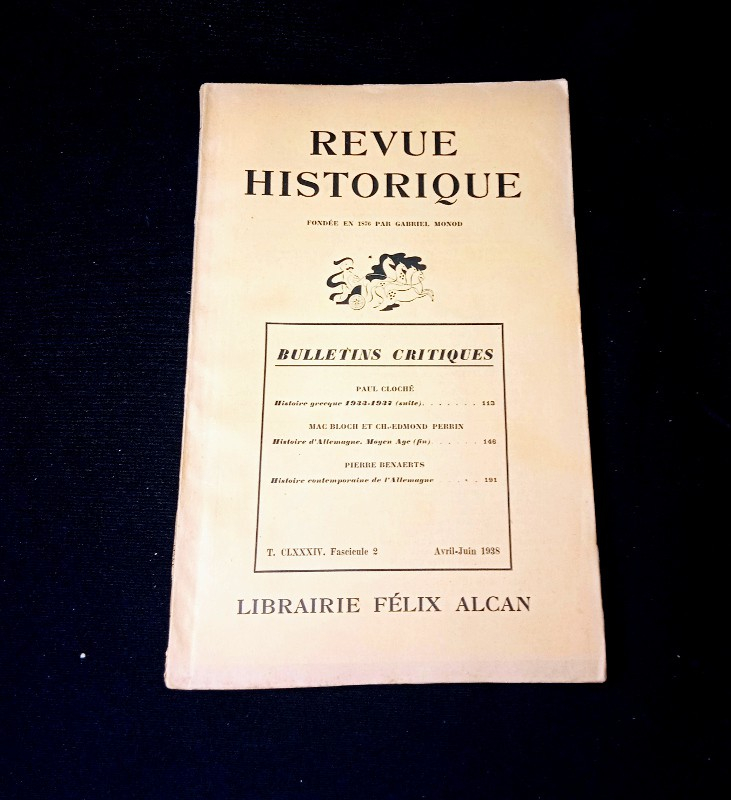 REVUE
HISTORIQUE
FONDÉE EN 1876 PAR GABRIEL MONOD
BULLETINS CRITIQUES
PAUL CLOCHÉ
Histoire grecque 1933-1937 (suite). . . . . . . . 113
MAC BLOCH ET CH.-EDMOND PERRIN
Histoire d'Allemagne. Moyen Age (fin) . . . . . . 146
PIERRE BENAERTS
Histoire contemporaine de l'Allemagne . . . . . 191
T. CLXXXIV. Fascicule 2 Avril-Juin 1938
LIBRAIRIE FÉLIX ALCAN